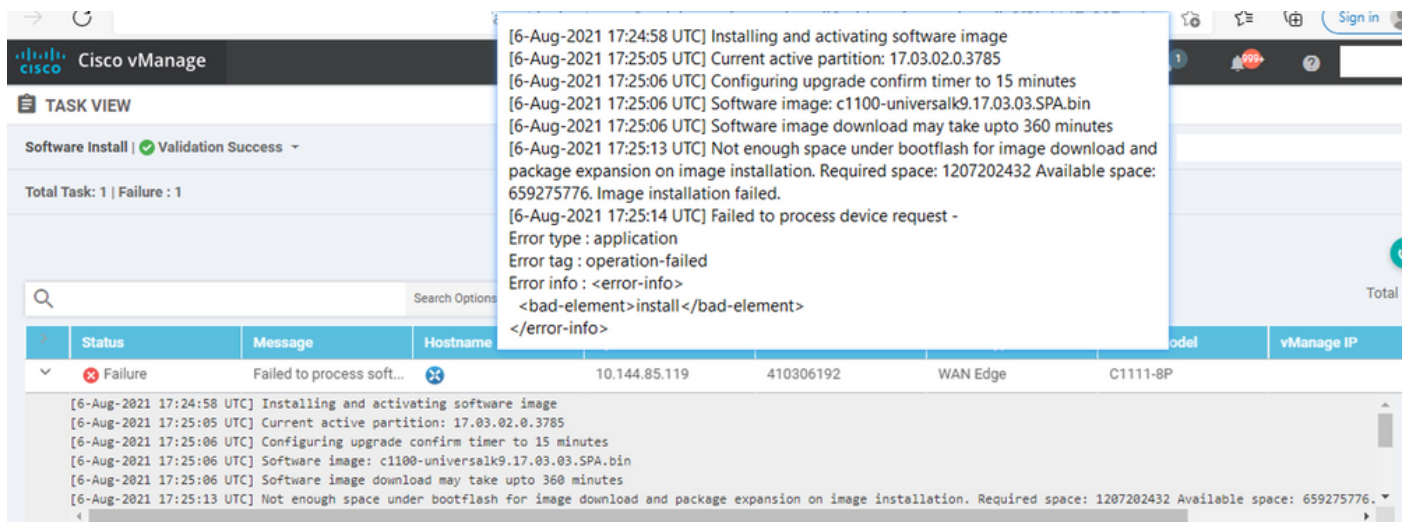 Sign in
CISCO
Cisco vManage
1
999+
TASK VIEW
Software Install | Validation Success
Total Task: 1 | Failure : 1
[6-Aug-2021 17:24:58 UTC] Installing and activating software image
[6-Aug-2021 17:25:05 UTC] Current active partition: 17.03.02.0.3785
[6-Aug-2021 17:25:06 UTC] Configuring upgrade confirm timer to 15 minutes
[6-Aug-2021 17:25:06 UTC] Software image: c1100-universalk9.17.03.03.SPA.bin
[6-Aug-2021 17:25:06 UTC] Software image download may take upto 360 minutes
[6-Aug-2021 17:25:13 UTC] Not enough space under bootflash for image download and
package expansion on image installation. Required space: 1207202432 Available space:
659275776. Image installation failed.
[6-Aug-2021 17:25:14 UTC] Failed to process device request -
Error type : application
Error tag : operation-failed
Error info : <error-info>
<bad-element>install</bad-element>
</error-info>
Search Options
Total
Status Message Hostname odel vManage IP
Failure Failed to process soft... 10.144.85.119 410306192 WAN Edge C1111-8P
[6-Aug-2021 17:24:58 UTC] Installing and activating software image
[6-Aug-2021 17:25:05 UTC] Current active partition: 17.03.02.0.3785
[6-Aug-2021 17:25:06 UTC] Configuring upgrade confirm timer to 15 minutes
[6-Aug-2021 17:25:06 UTC] Software image: c1100-universalk9.17.03.03.SPA.bin
[6-Aug-2021 17:25:06 UTC] Software image download may take upto 360 minutes
[6-Aug-2021 17:25:13 UTC] Not enough space under bootflash for image download and package expansion on image installation. Required space: 1207202432 Available space: 659275776.